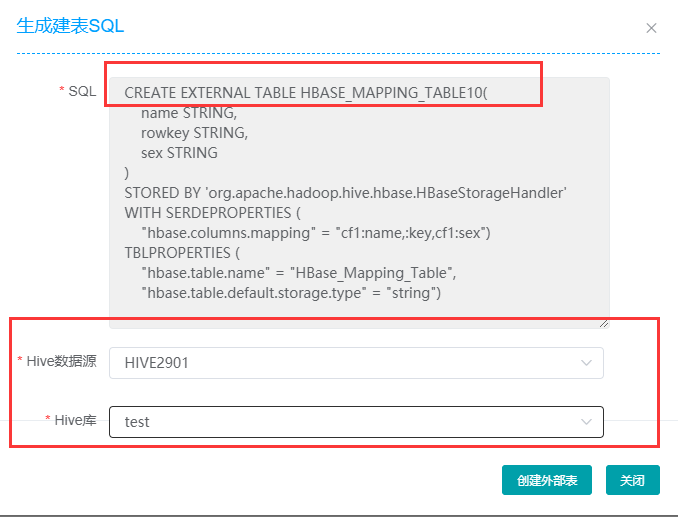 生成建表SQL
* SQL
CREATE EXTERNAL TABLE HBASE_MAPPING_TABLE10(
name STRING,
rowkey STRING,
sex STRING
)
STORED BY 'org.apache.hadoop.hive.hbase.HBaseStorageHandler'
WITH SERDEPROPERTIES (
"hbase.columns.mapping" = "cf1:name,:key,cf1:sex")
TBLPROPERTIES (
"hbase.table.name" = "HBase_Mapping_Table",
"hbase.table.default.storage.type" = "string")
* Hive数据源
HIVE2901
* Hive库
test
创建外部表
关闭